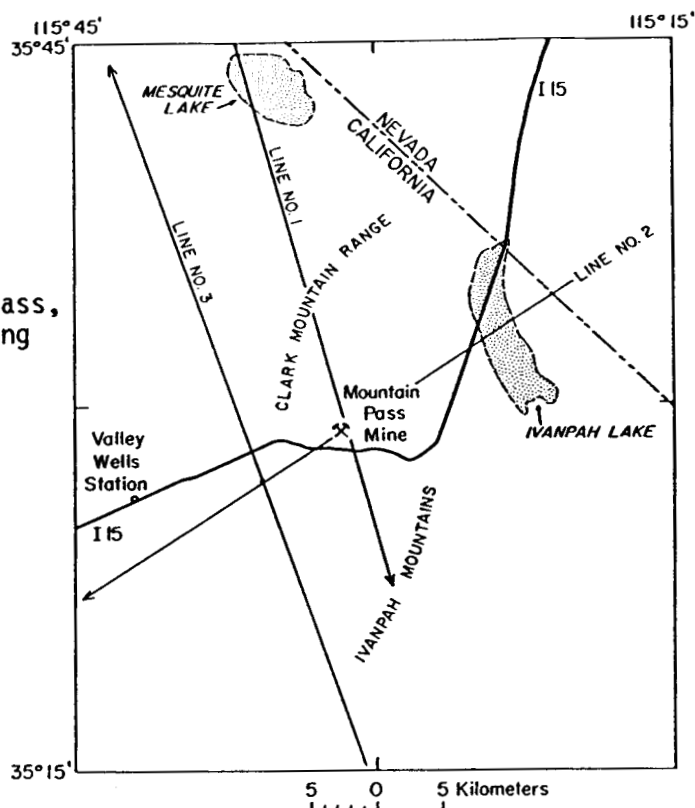 115°45'
115°15'
35°45'
MESQUITE
LAKE
I 15
NEVADA
CALIFORNIA
LINE NO. 1
LINE NO. 2
LINE NO. 3
CLARK MOUNTAIN RANGE
ass,
ng
Mountain
Pass
Mine
IVANPAH LAKE
Valley
Wells
Station
I 15
IVANPAH MOUNTAINS
35°15'
5 0 5 Kilometers